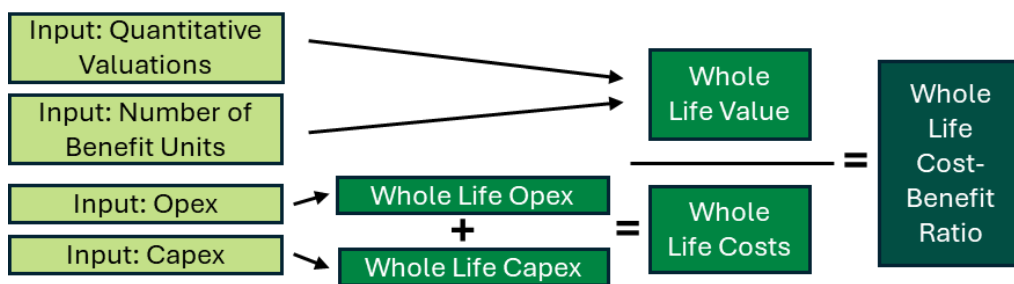 Input: Quantitative
Valuations
Input: Number of
Benefit Units
Input: Opex
Input: Capex
Whole Life Opex
+
Whole Life Capex
=
Whole
Life Value
Whole
Life Costs
=
Whole
Life
Cost-
Benefit
Ratio